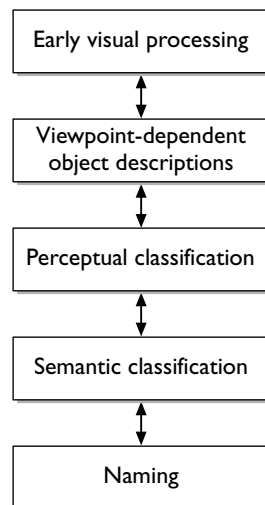 Early visual processing
Viewpoint-dependent
object descriptions
Perceptual classification
Semantic classification
Naming